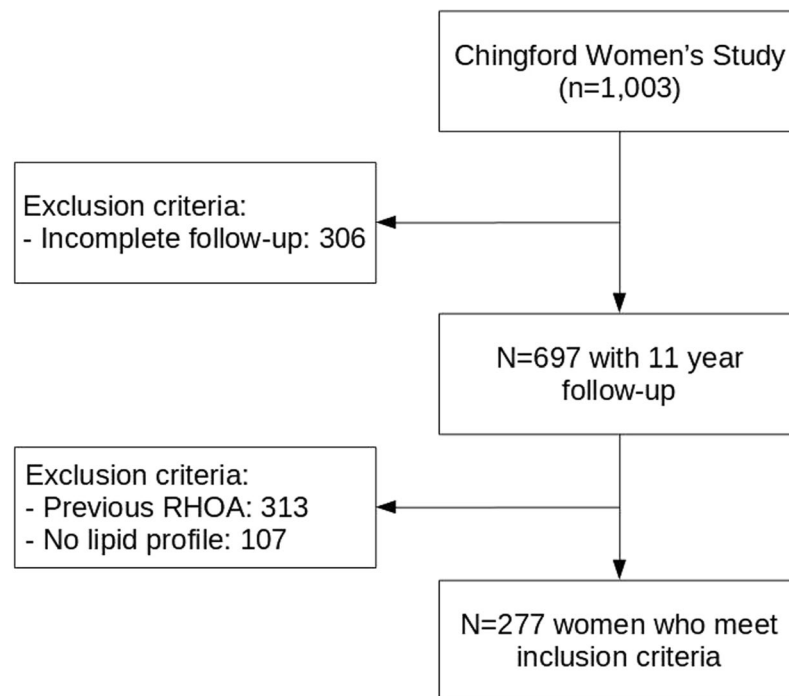 Chingford Women’s Study
(n=1,003)
Exclusion criteria:
- Incomplete follow-up: 306
N=697 with 11 year
follow-up
Exclusion criteria:
- Previous RHOA: 313
- No lipid profile: 107
N=277 women who meet
inclusion criteria